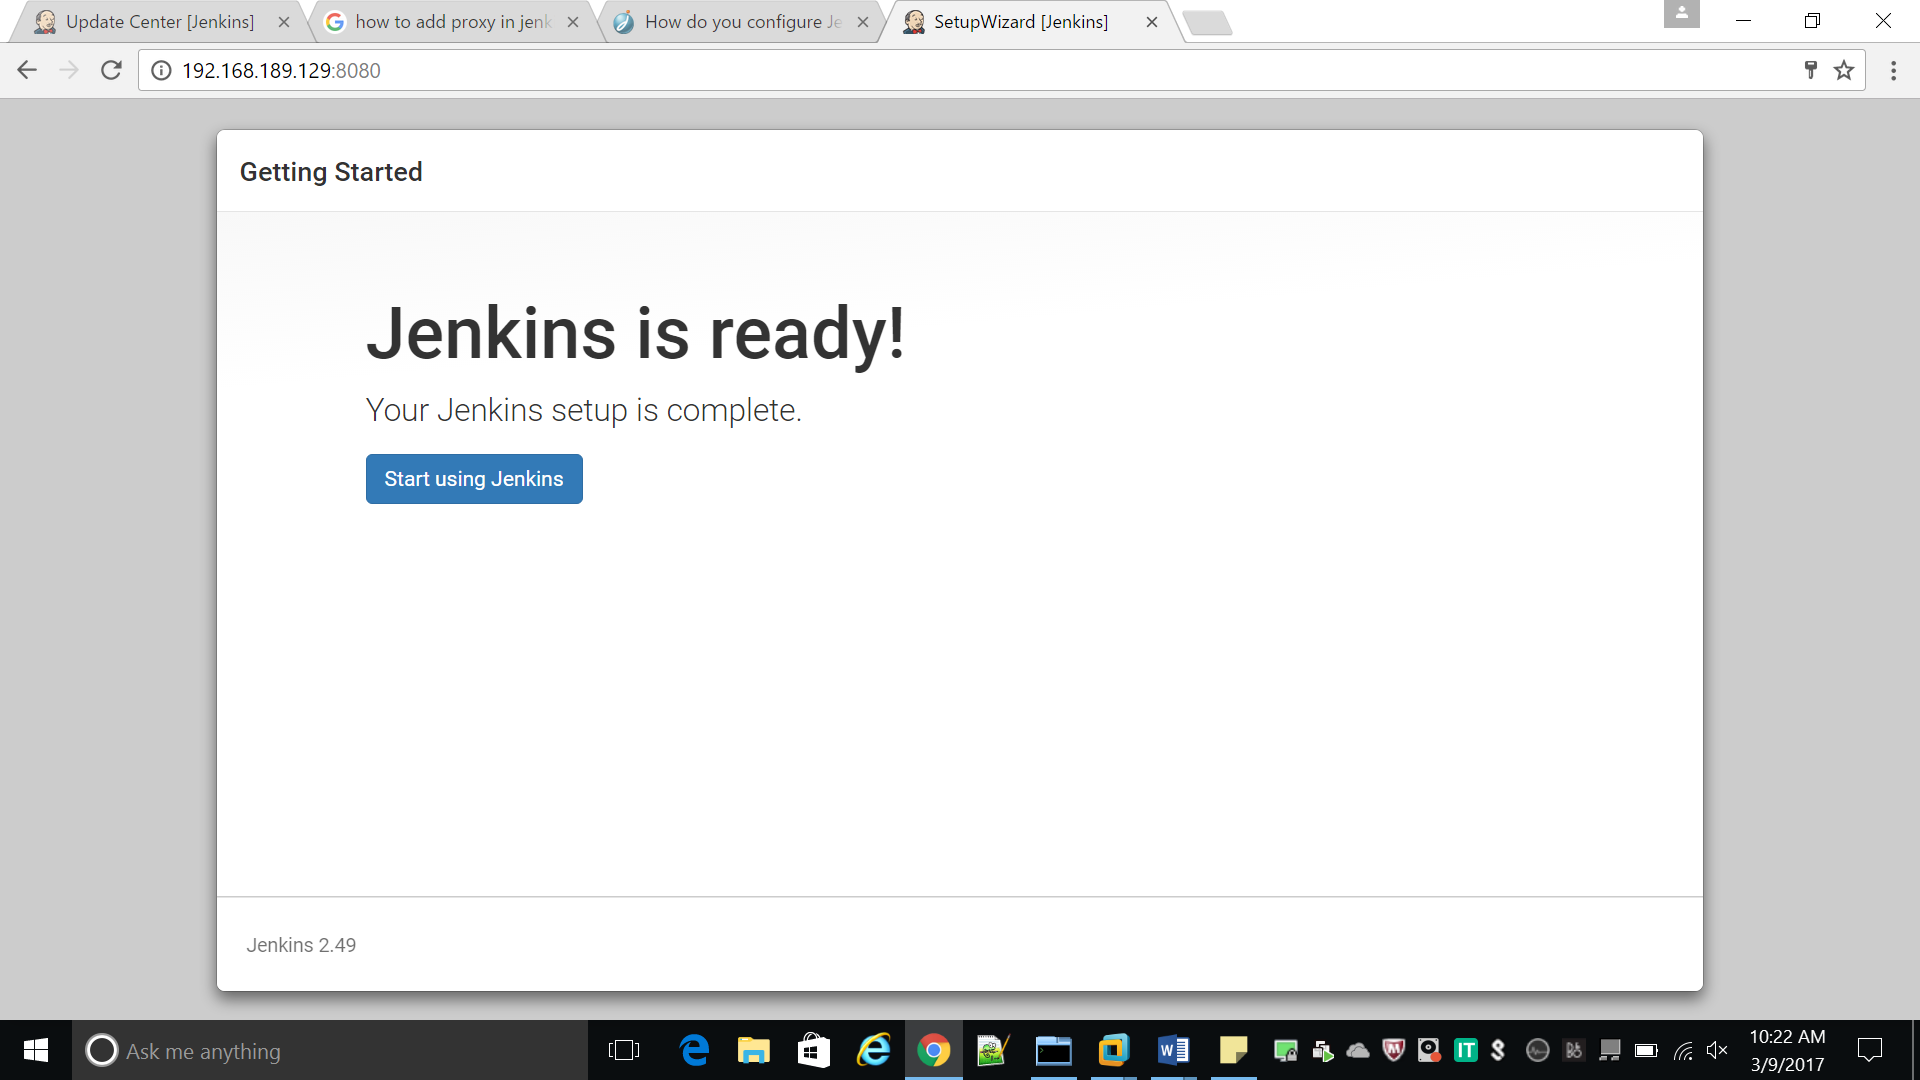 Update Center [Jenkins]
how to add proxy in jenk
How do you configure Je
SetupWizard [Jenkins]
192.168.189.129:8080
Getting Started
Jenkins is ready!
Your Jenkins setup is complete.
Start using Jenkins
Jenkins 2.49
Ask me anything
IT
10:22 AM
3/9/2017